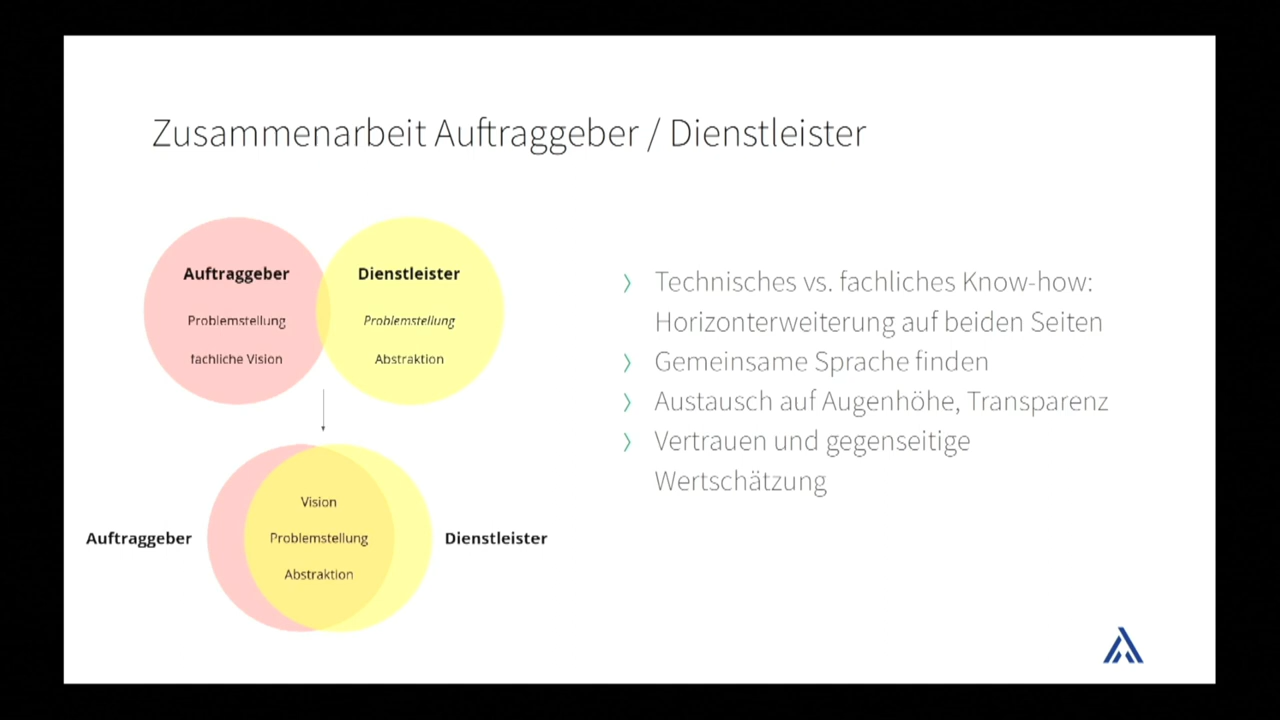 Zusammenarbeit Auftraggeber / Dienstleister
Auftraggeber
Problemstellung
fachliche Vision
Dienstleister
Problemstellung
Abstraktion
Auftraggeber
Vision
Problemstellung
Abstraktion
Dienstleister
Technisches vs. fachliches Know-how:
Horizonterweiterung auf beiden Seiten
Gemeinsame Sprache finden
Austausch auf Augenhöhe, Transparenz
Vertrauen und gegenseitige
Wertschätzung